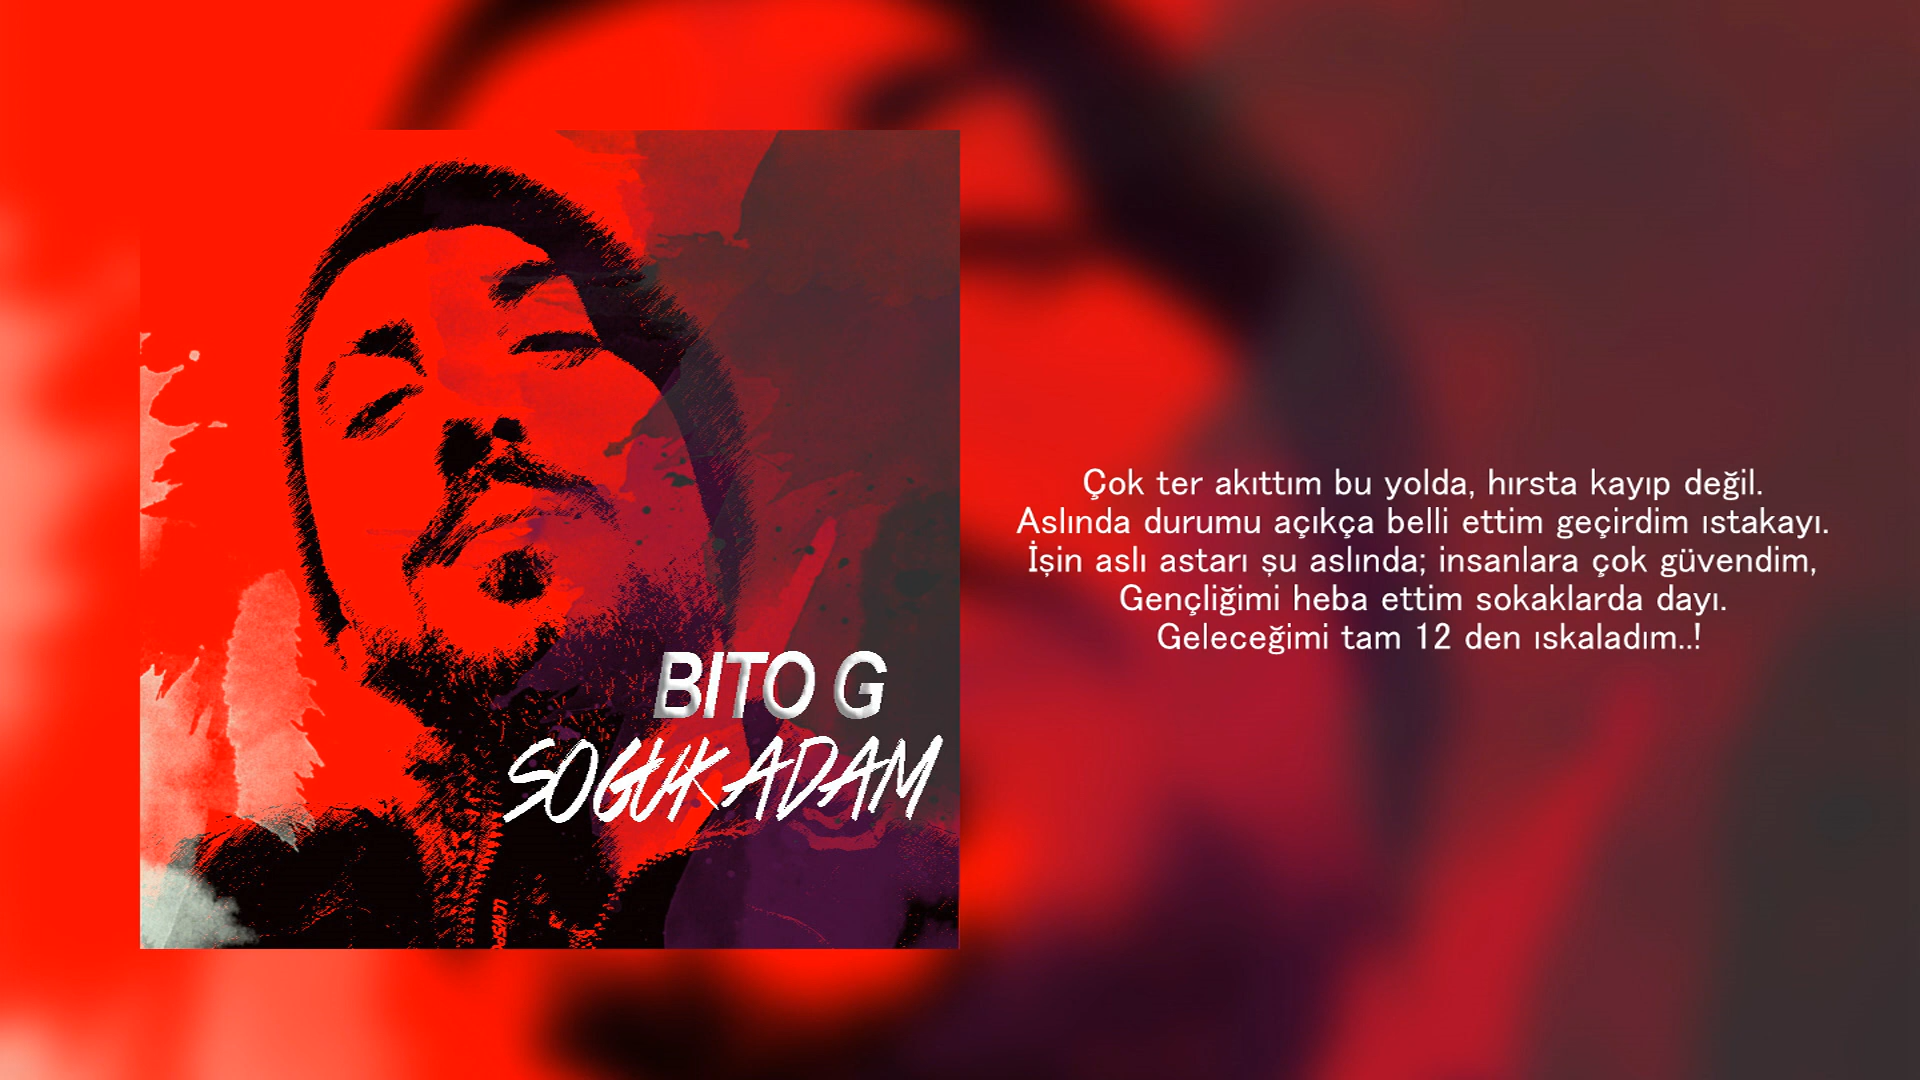 BITO G
SOGUK ADAM
LCWSPO
Çok ter akıttım bu yolda, hırsta kayıp değil.
Aslında durumu açıkça belli ettim geçirdim ıstakayı.
İşin aslı astarı şu aslında; insanlara çok güvendim,
Gençliğimi heba ettim sokaklarda dayı.
Geleceğimi tam 12 den ıskaladım..!